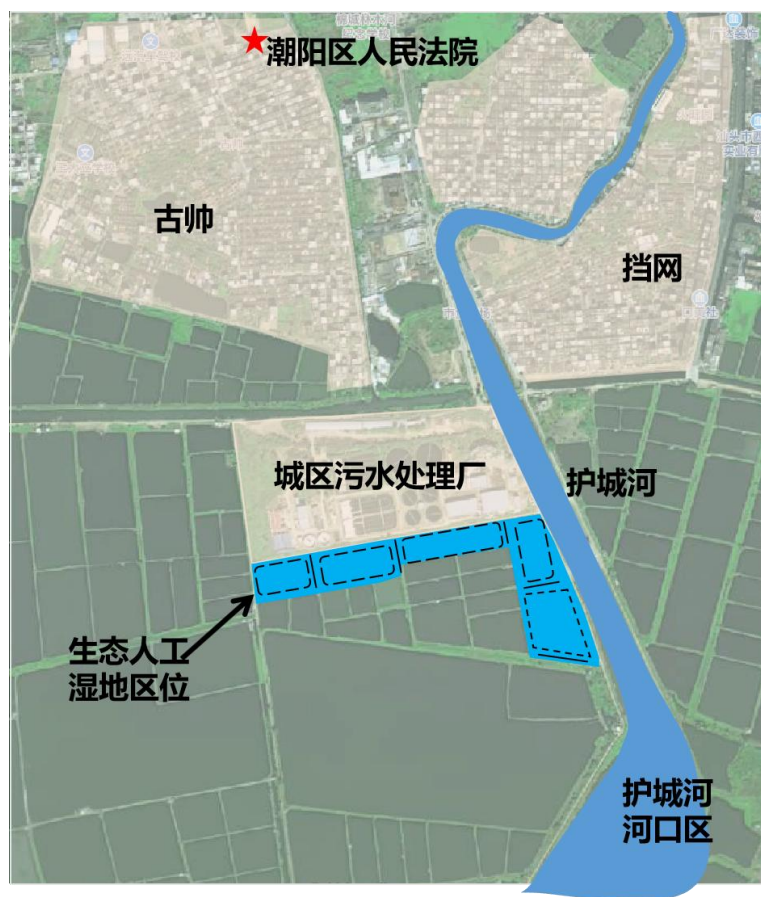 潮阳区人民法院
古帅
挡网
城区污水处理厂
护城河
生态人工
湿地区位
护城河
河口区